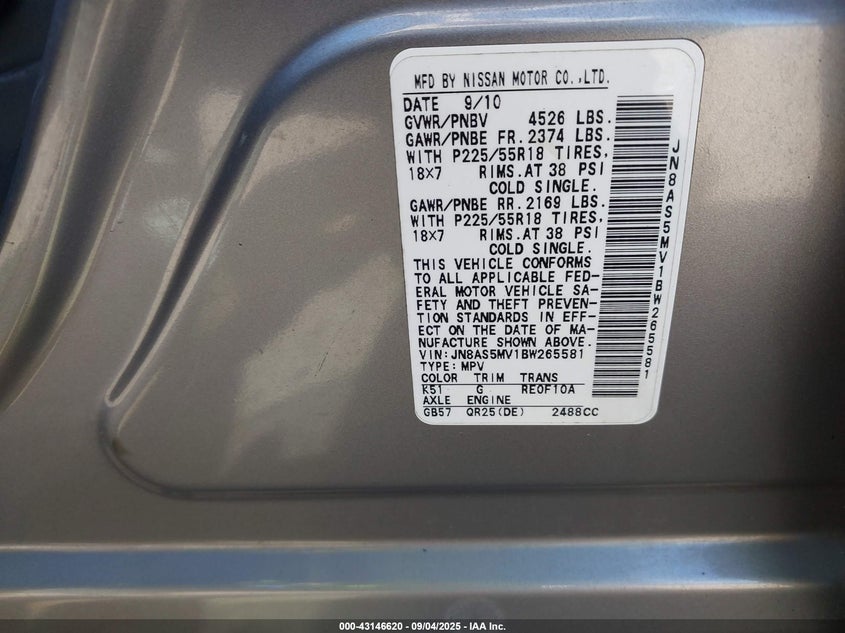 MFD BY NISSAN MOTOR CO.,LTD.
DATE 9/10
GVWR/PNBV 4526 LBS.
GAWR/PNBE FR. 2374 LBS.
WITH P225/55R18 TIRES,
18X7 RIMS.AT 38 PSI
COLD SINGLE.
GAWR/PNBE RR. 2169 LBS.
WITH P225/55R18 TIRES,
18X7 RIMS.AT 38 PSI
COLD SINGLE.
THIS VEHICLE CONFORMS
TO ALL APPLICABLE FED-
ERAL MOTOR VEHICLE SA-
FETY AND THEFT PREVEN-
TION STANDARDS IN EFF-
ECT ON THE DATE OF MA-
NUFACTURE SHOWN ABOVE.
VIN:JN8AS5MV1BW265581
TYPE:MPV
COLOR TRIM TRANS
K51 G RE0F10A
AXLE ENGINE
GB57 QR25(DE) 2488CC
JN8AS5MV1BW265581
000-43146620 - 09/04/2025 - IAA Inc.